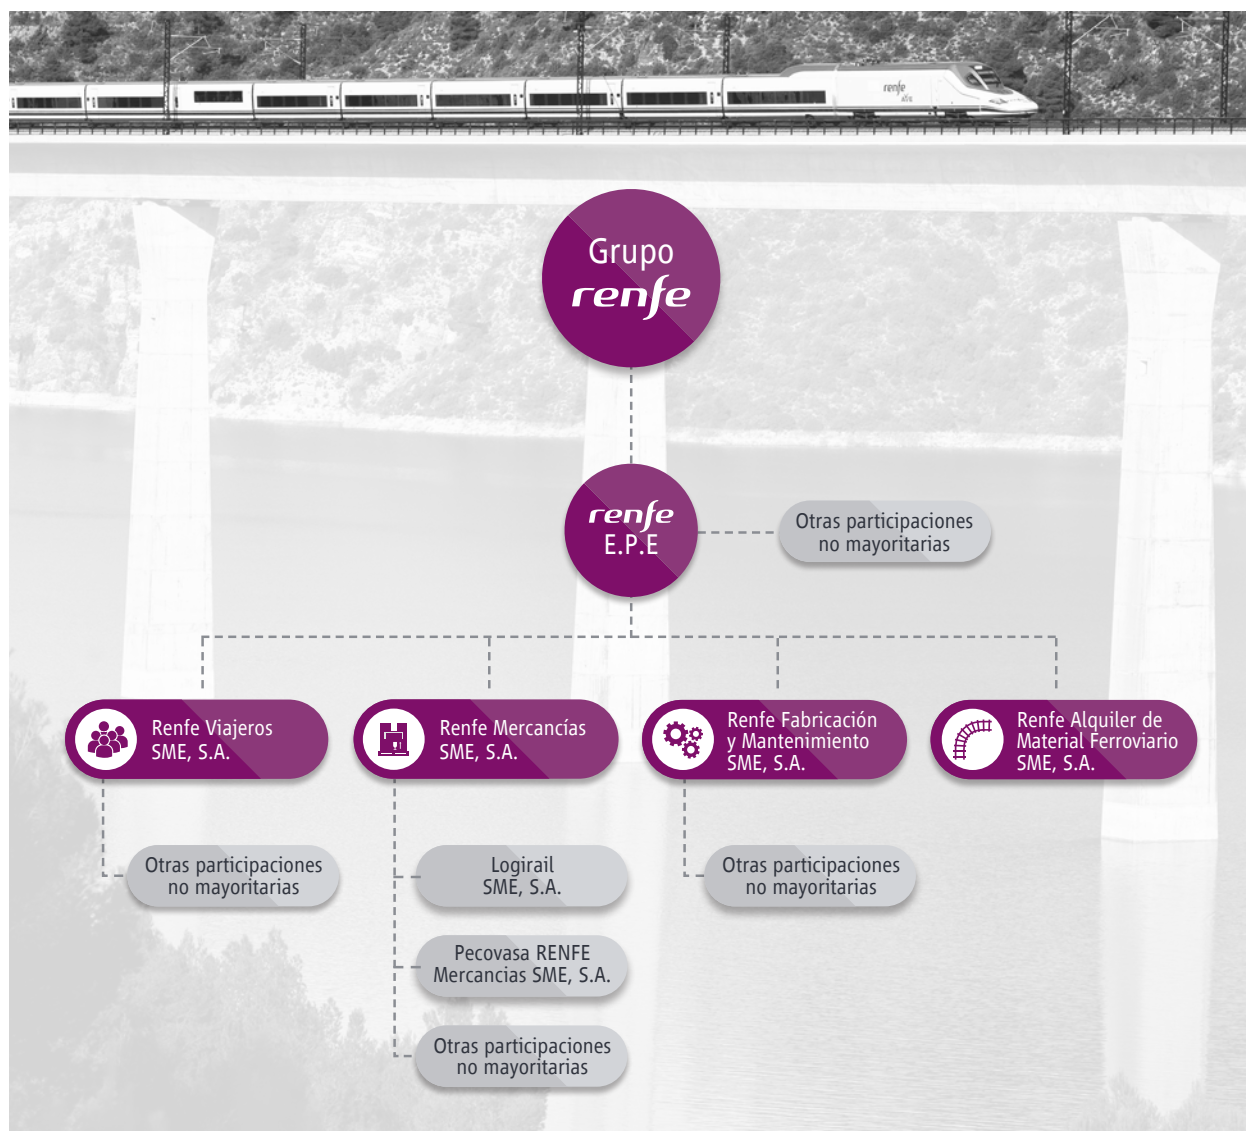 renfe
Grupo
renfe
renfe
E.P.E
Otras participaciones
no mayoritarias
Renfe Viajeros
SME, S.A.
Renfe Mercancías
SME, S.A.
Renfe Fabricación
y Mantenimiento
SME, S.A.
Renfe Alquiler de
Material Ferroviario
SME, S.A.
Otras participaciones
no mayoritarias
Logirail
SME, S.A.
Pecovasa RENFE
Mercancias SME, S.A.
Otras participaciones
no mayoritarias
Otras participaciones
no mayoritarias